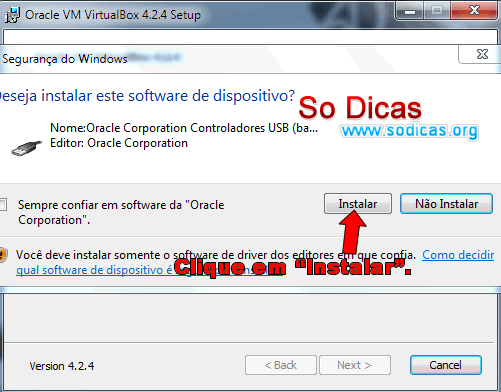 Oracle VM VirtualBox 4.2.4 Setup
Segurança do Windows
Deseja instalar este software de dispositivo?
So Dicas
www.sodicas.org
Nome:Oracle Corporation Controladores USB (ba...
Editor: Oracle Corporation
Sempre confiar em software da "Oracle
Corporation".
Instalar
Não Instalar
Você deve instalar somente o software de driver dos editores em que confia. Como decidir
qual software de dispositivo é
Clique em “Instalar”.
Version 4.2.4
< Back
Next >
Cancel